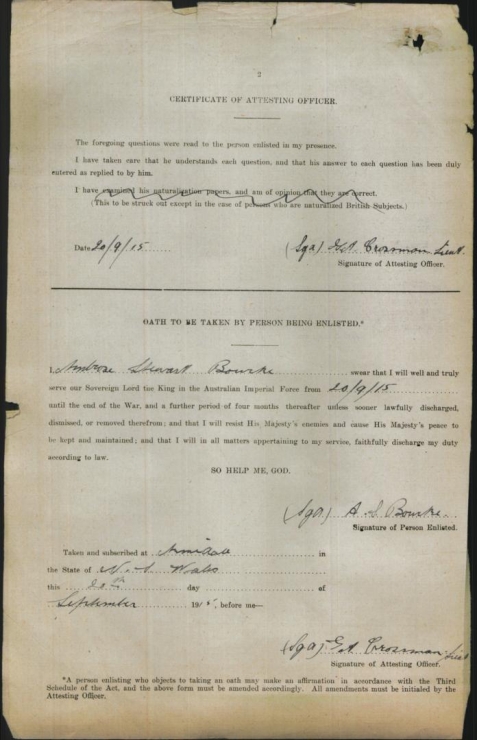 2
CERTIFICATE OF ATTESTING OFFICER.
The foregoing questions were read to the person enlisted in my presence.
I have taken care that he understands each question, and that his answer to each question has been duly
entered as replied to by him.
I have examined his naturalization papers, and am of opinion that they are correct.
(This to be struck out except in the case of persons who are naturalized British Subjects.)
Date 20/9/15 (Sgd) G A Crossman Lieut.
Signature of Attesting Officer.
OATH TO BE TAKEN BY PERSON BEING ENLISTED.*
I, Ambrose Stewart Bourke swear that I will well and truly
serve our Sovereign Lord the King in the Australian Imperial Force from 20/9/15
until the end of the War, and a further period of four months thereafter unless sooner lawfully discharged,
dismissed, or removed therefrom; and that I will resist His Majesty's enemies and cause His Majesty's peace to
be kept and maintained; and that I will in all matters appertaining to my service, faithfully discharge my duty
according to law.
SO HELP ME, GOD.
(Sgd) A. S. Bourke.
Signature of Person Enlisted.
Taken and subscribed at Armidale in
the State of N. S. Wales
this 20th day of
September 1915, before me—
(Sgd) G A Crossman Lieut
Signature of Attesting Officer.
*A person enlisting who objects to taking an oath may make an affirmation in accordance with the Third
Schedule of the Act, and the above form must be amended accordingly. All amendments must be initialed by the
Attesting Officer.